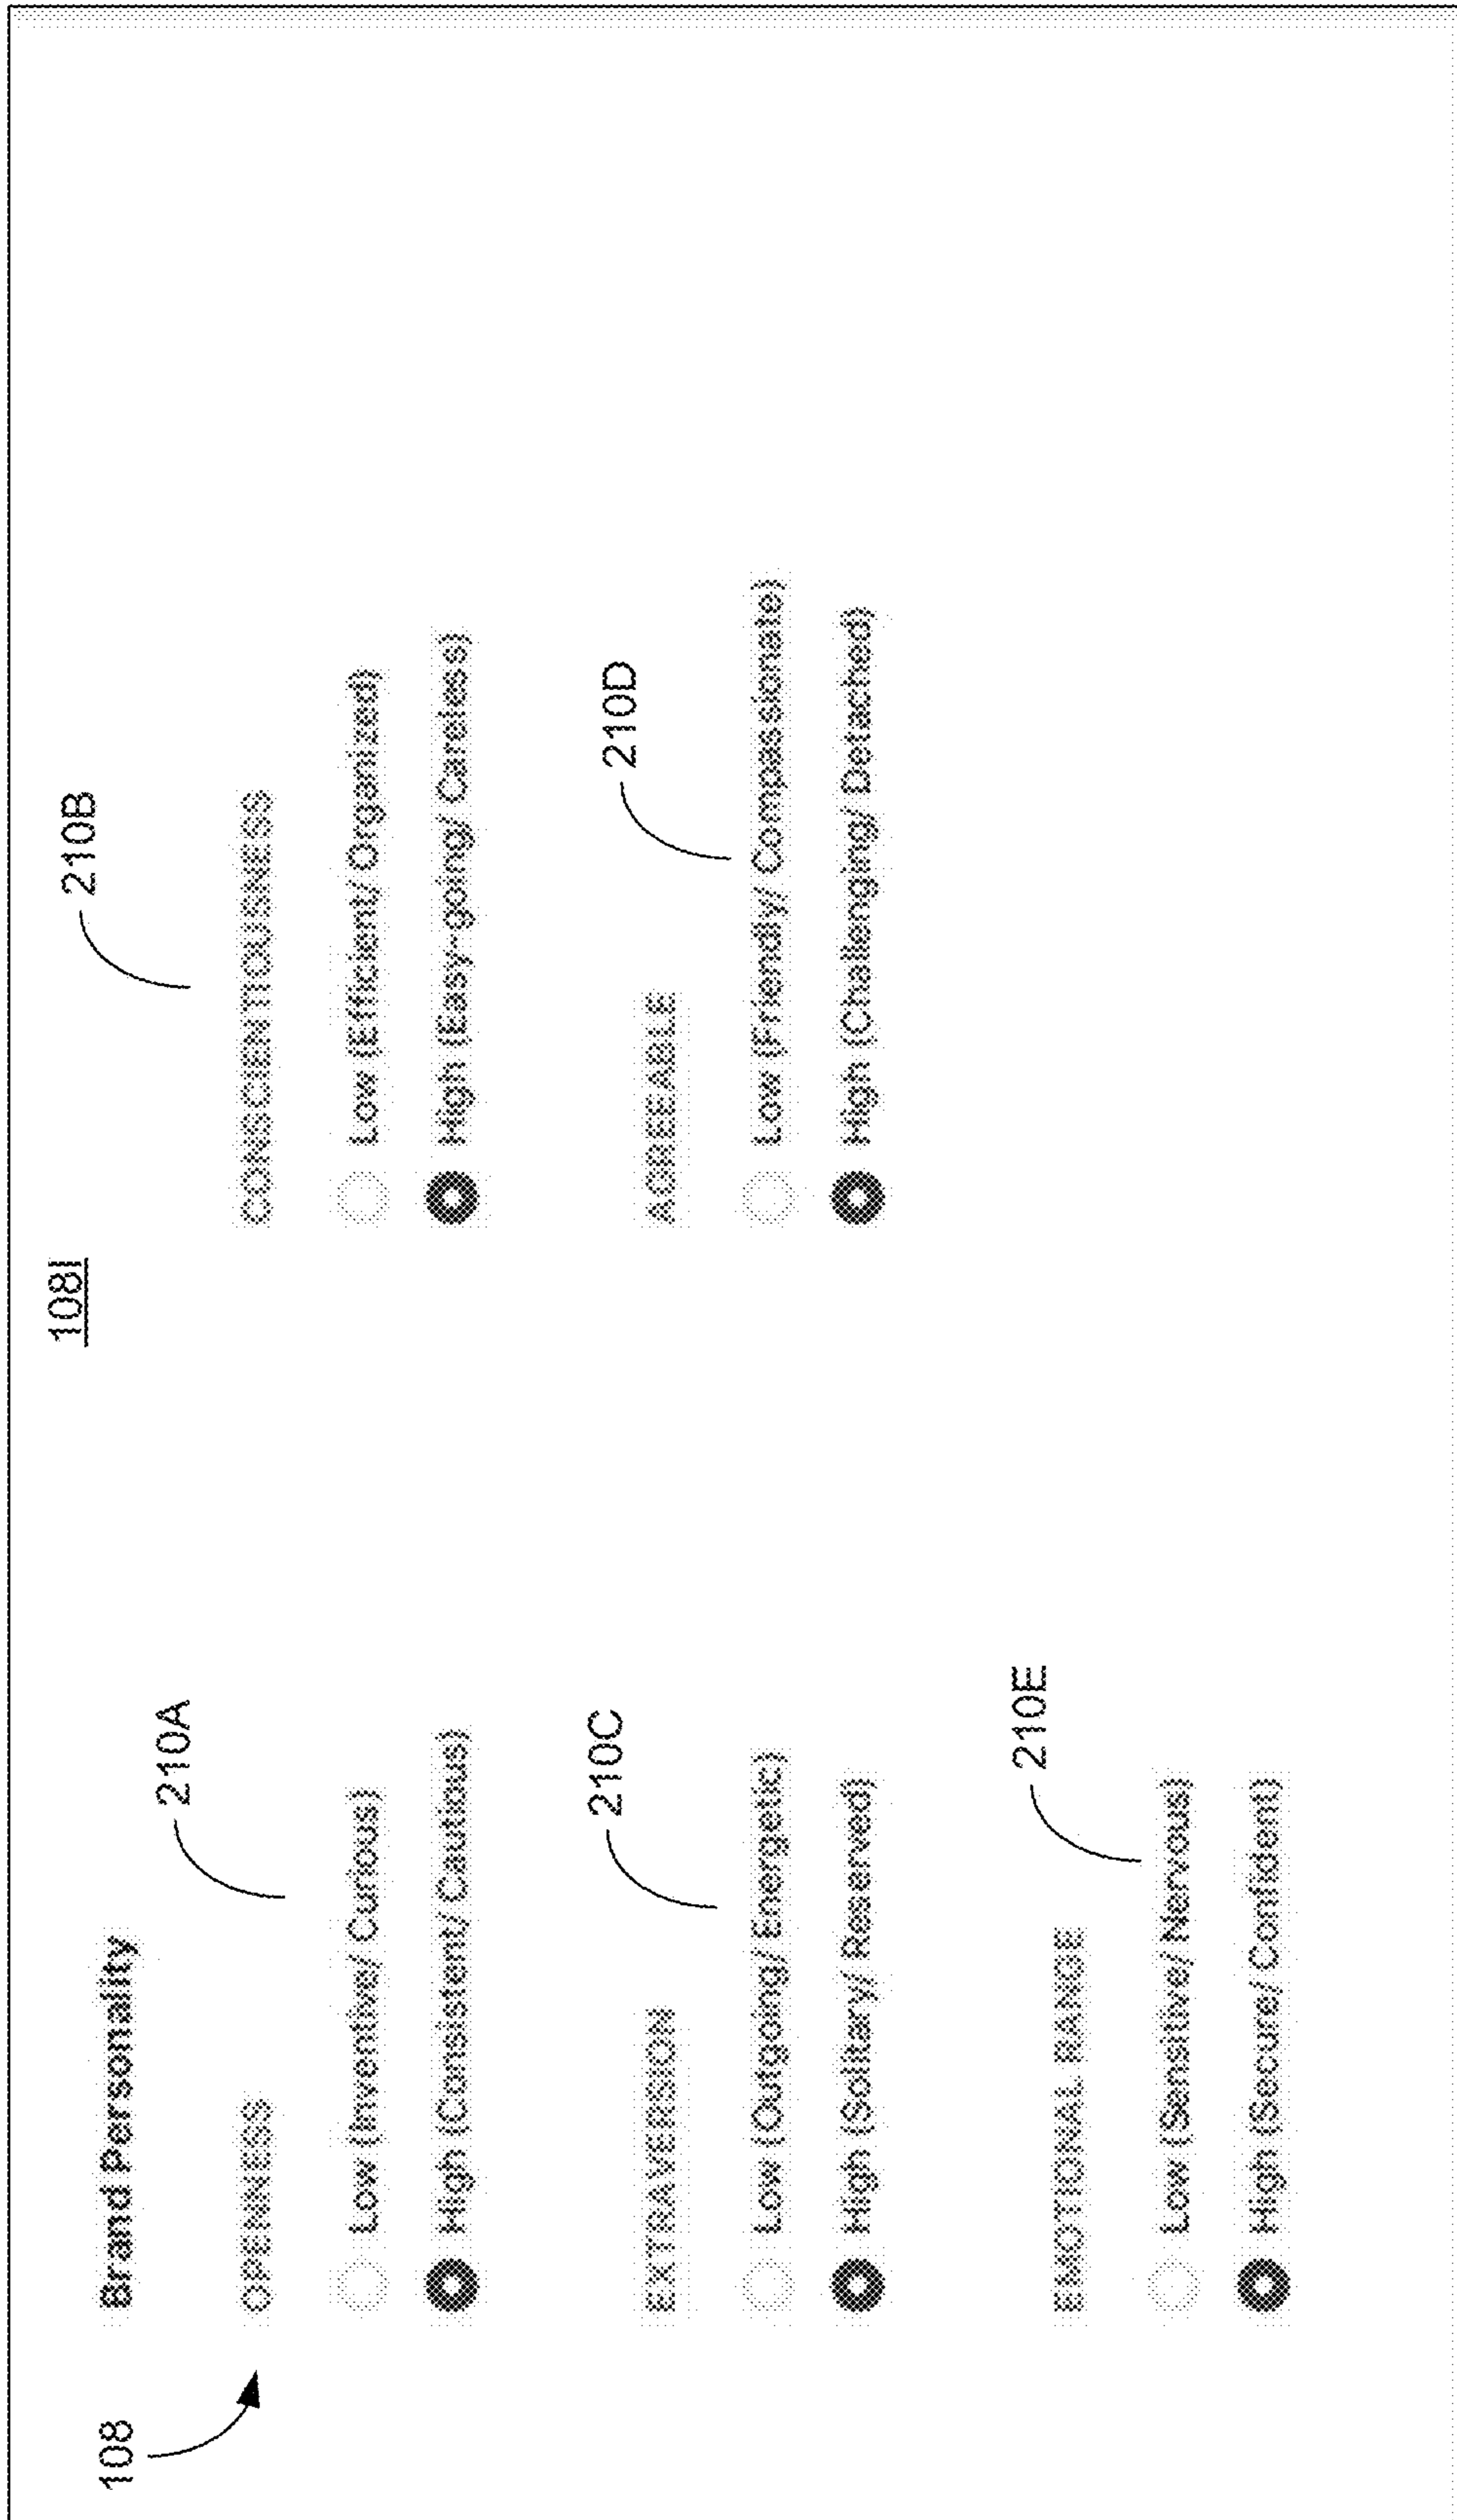 108I
108
Brand Personality
210A
210B
OPENNESS
CONSCIENTIOUSNESS
Low (Inventive/ Curious)
Low (Efficient/ Organized)
High (Consistent/ Cautious)
High (Easy-going/ Careless)
210C
210D
EXTRAVERSION
AGREEABLE
Low (Outgoing/ Energetic)
Low (Friendly/ Compassionate)
High (Solitary/ Reserved)
High (Challenging/ Detached)
210E
EMOTIONAL RANGE
Low (Sensitive/ Nervous)
High (Secure/ Confident)